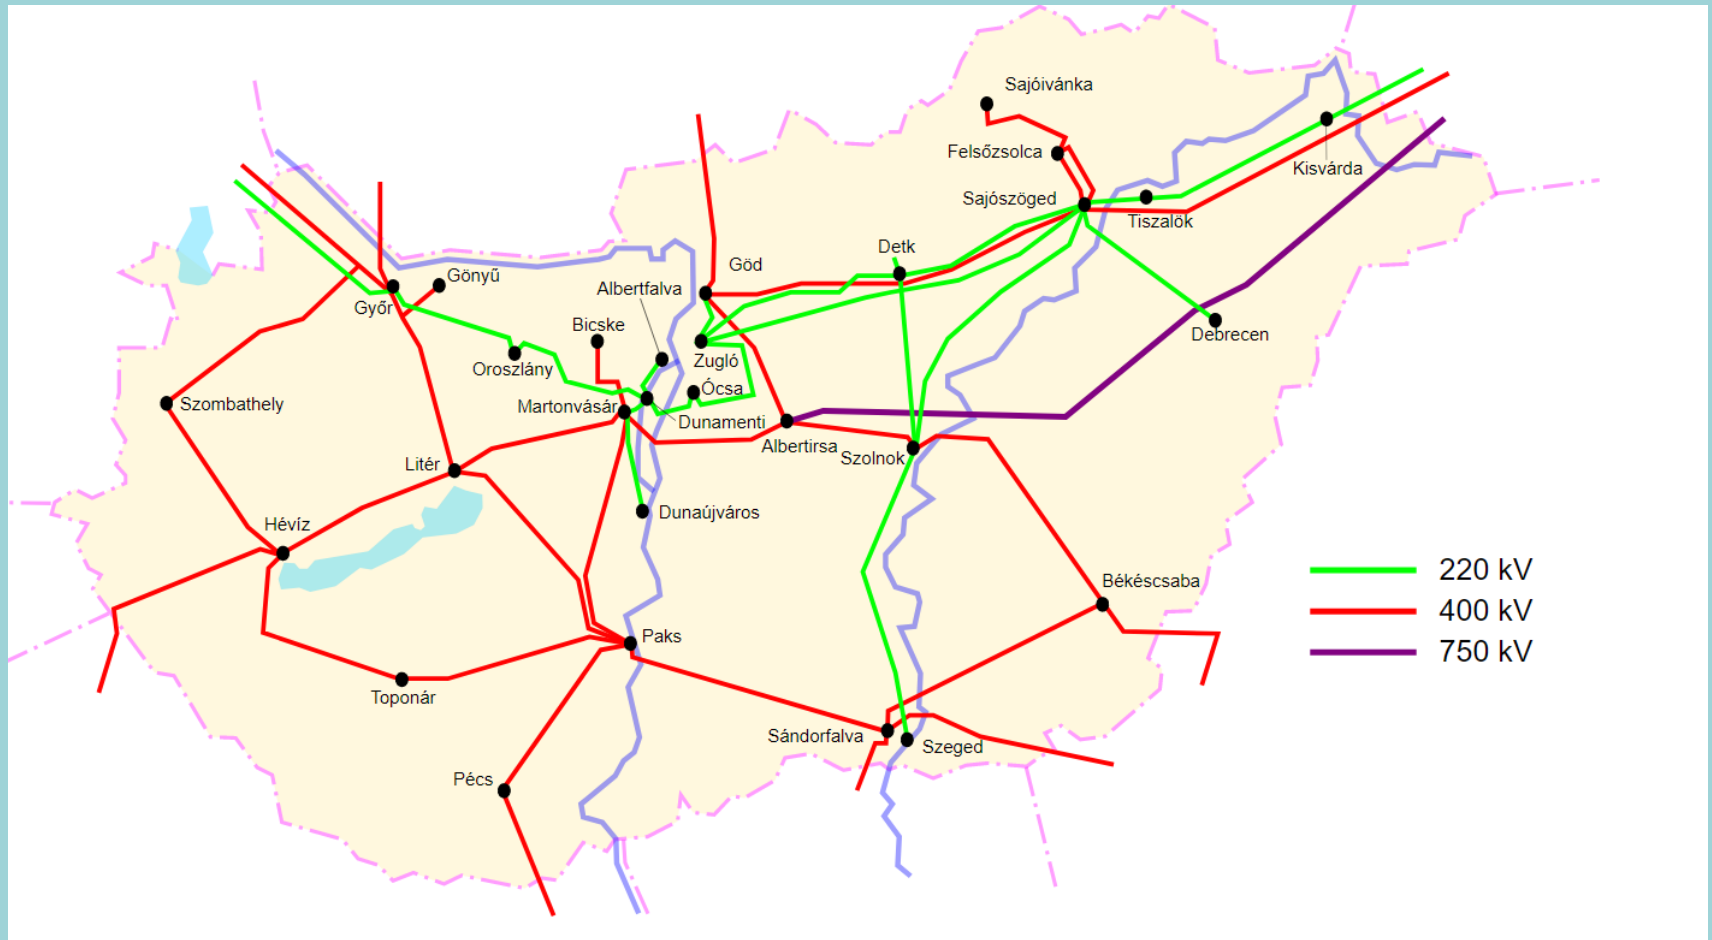 Sajóivánka
Felsőzsolca
Kisvárda
Sajószöged
Tiszalök
Detk
Göd
Gönyű
Albertfalva
Győr
Bicske
Debrecen
Zugló
Oroszlány
Ócsa
Szombathely
Martonvásár
Dunamenti
Albertirsa
Szolnok
Litér
Dunaújváros
Hévíz
220 kV
Békéscsaba
400 kV
Paks
750 kV
Toponár
Sándorfalva
Szeged
Pécs